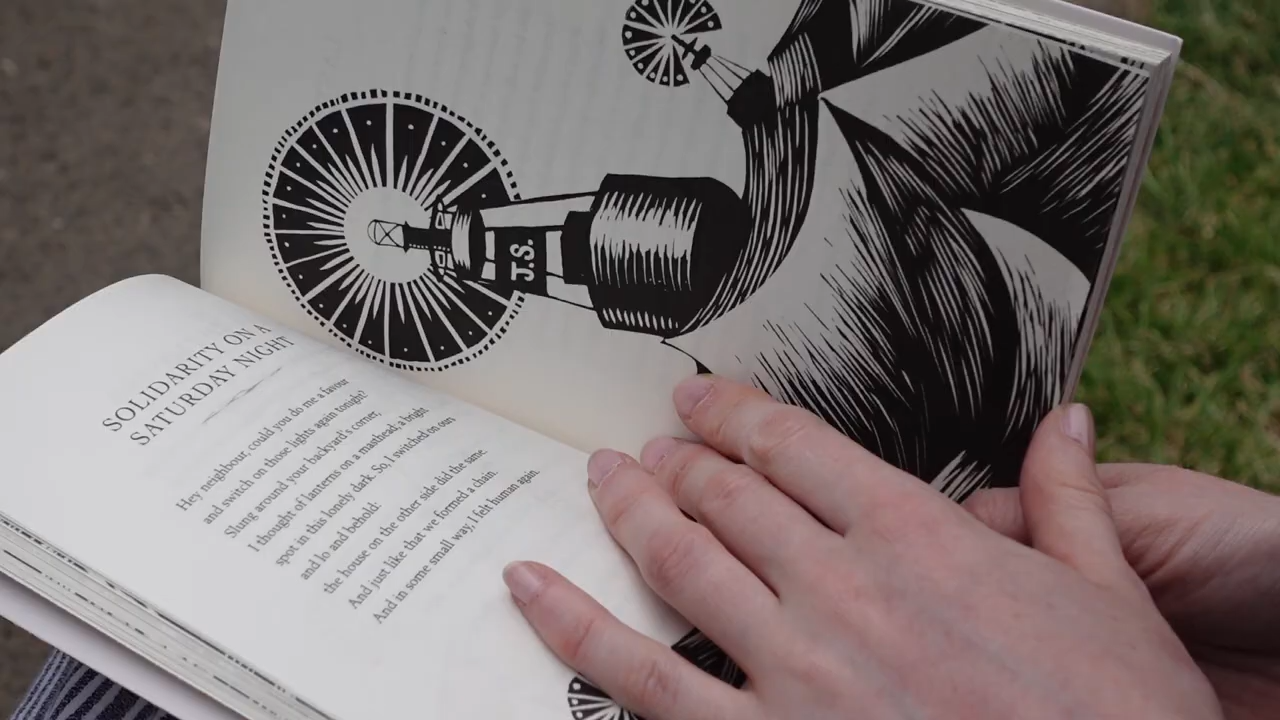 SOLIDARITY ON A
SATURDAY NIGHT
Hey neighbour, could you do me a favour
and switch on those lights again tonight?
Slung around your backyard's corner,
I thought of lanterns on a masthead; a bright
spot in this lonely dark. So, I switched on ours
and lo and behold:
the house on the other side did the same.
And just like that we formed a chain.
And in some small way, I felt human again.
J.S.